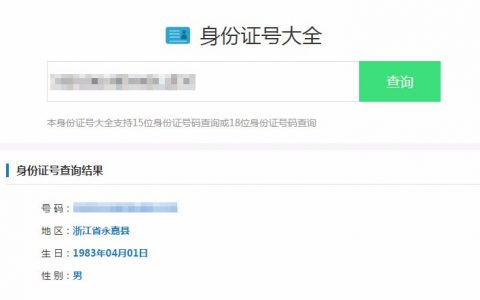 身份证号大全
查询
本身份证号大全支持15位身份证号码查询或18位身份证号码查询
身份证号查询结果
号 码：
地 区：浙江省永嘉县
生 日：1983年04月01日
性 别：男